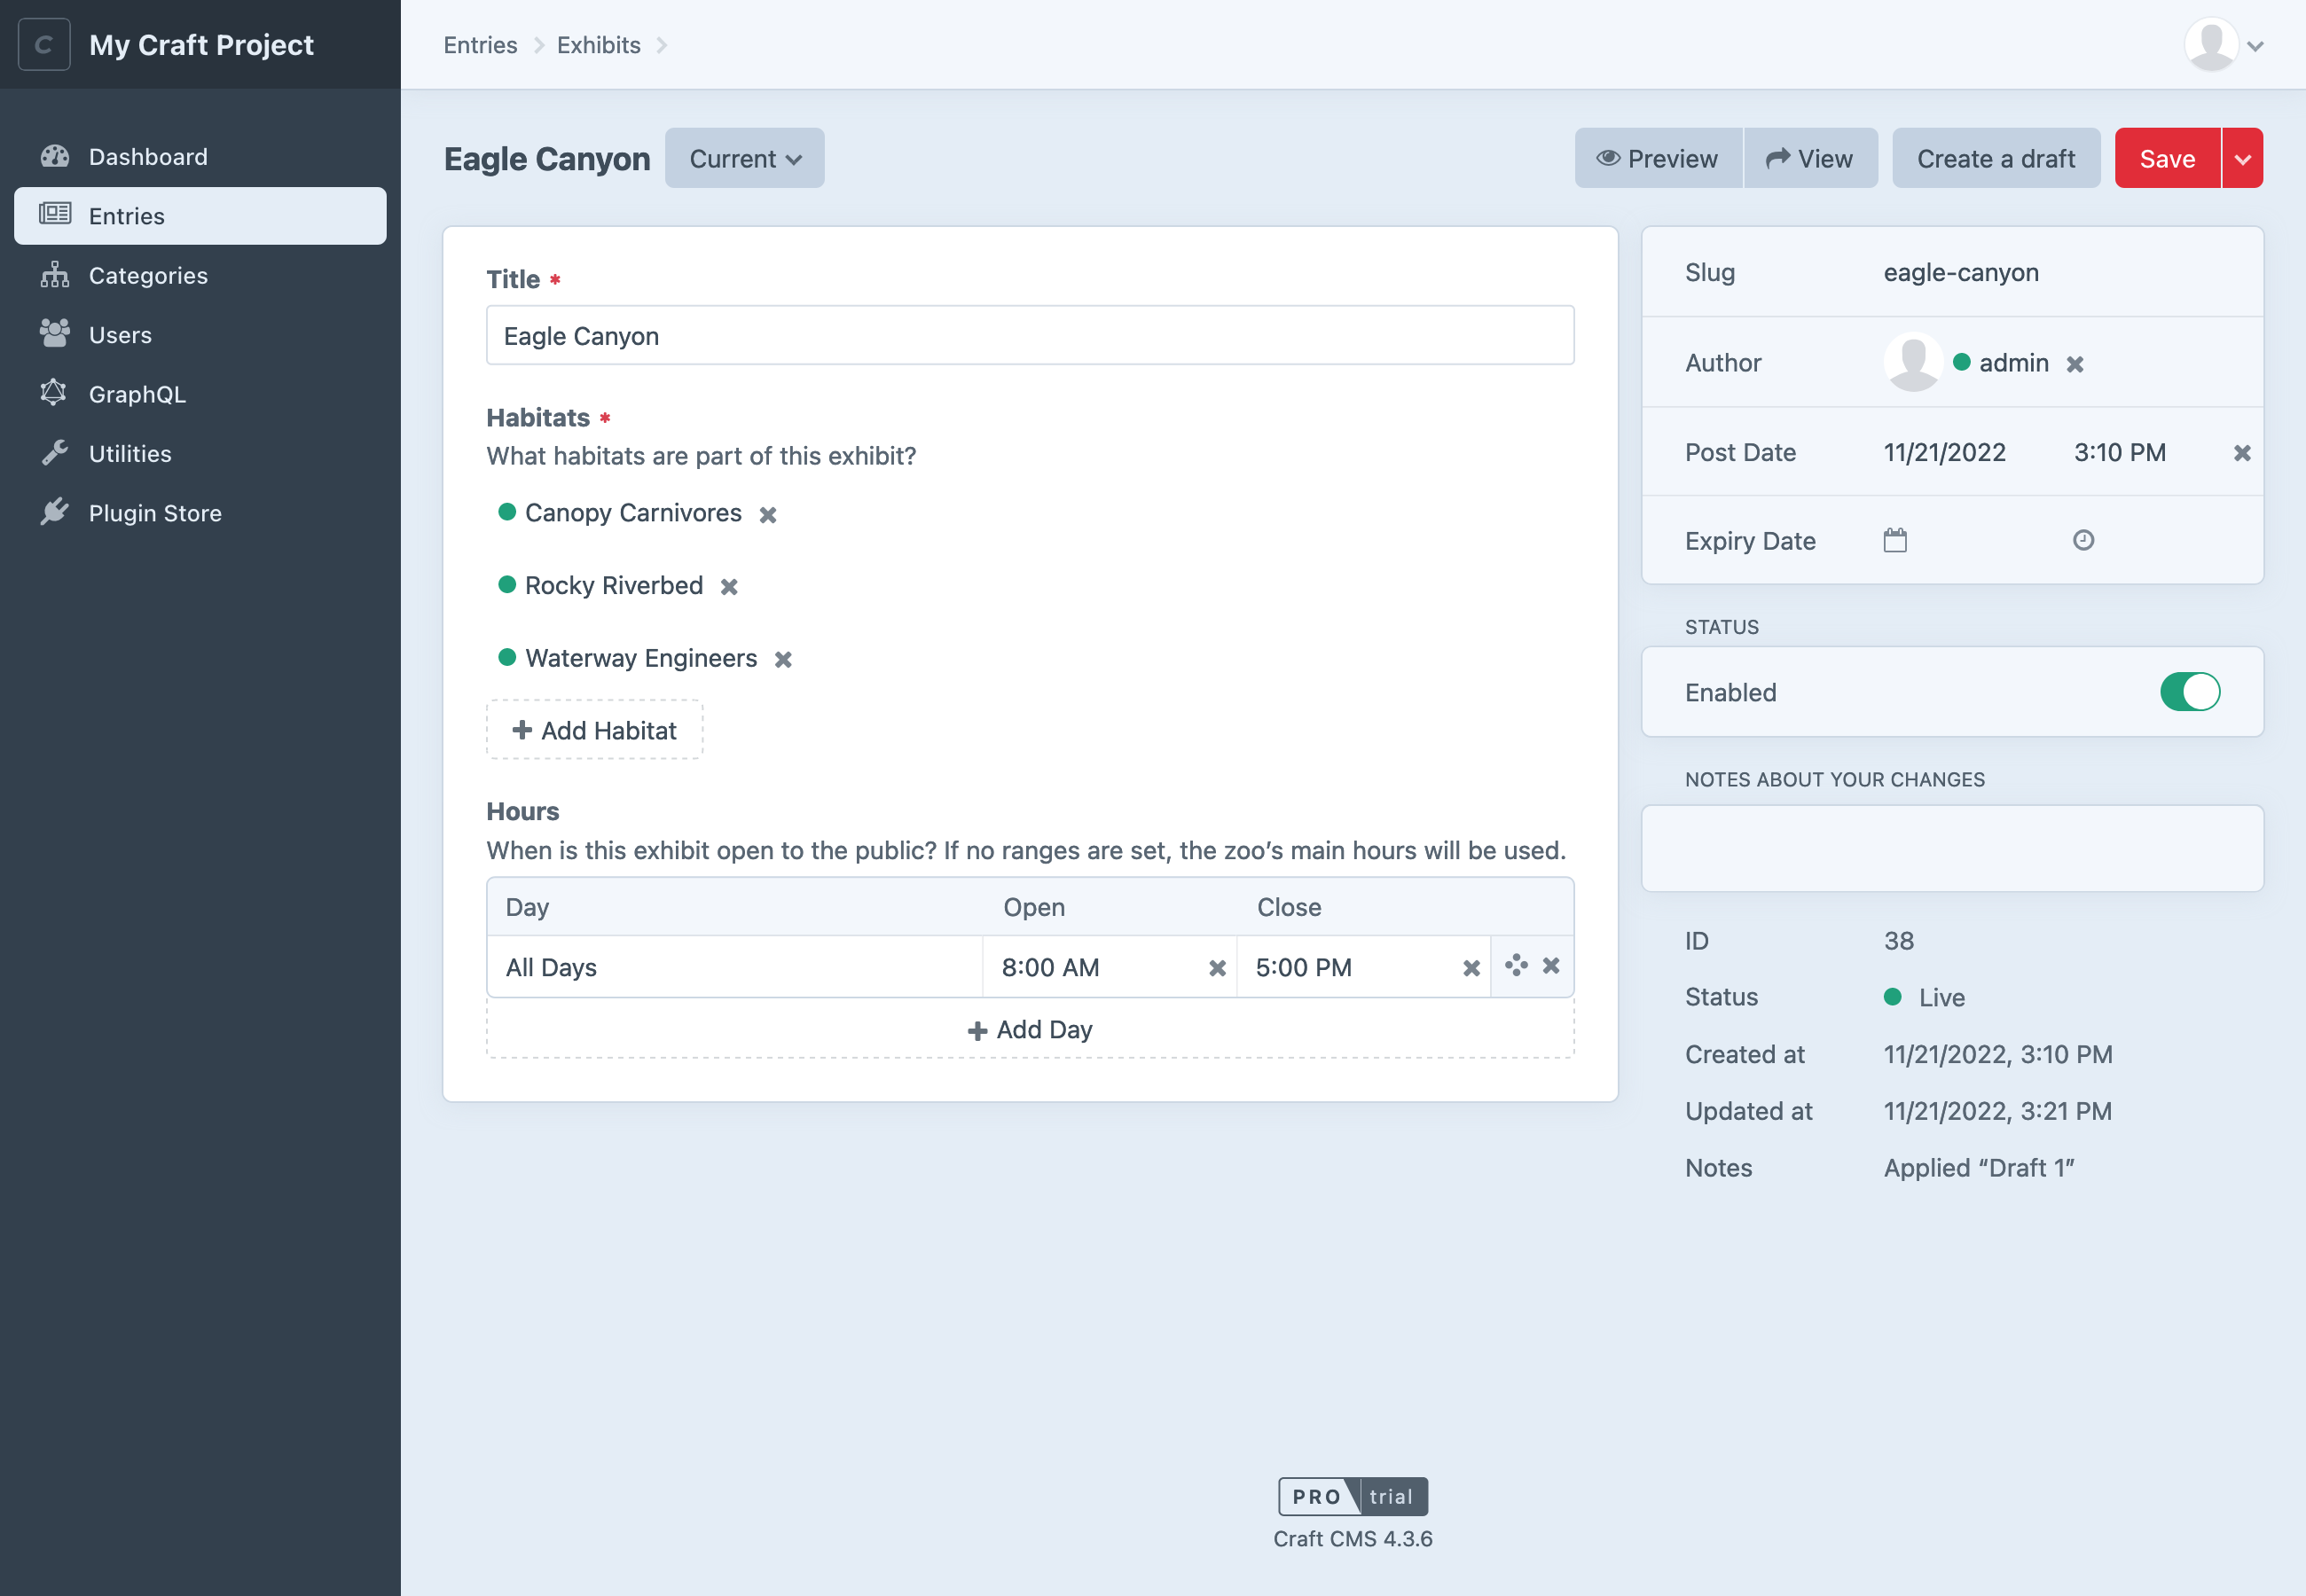 C My Craft Project
Entries Exhibits
Dashboard
Entries
Categories
Users
GraphQL
Utilities
Plugin Store
Eagle Canyon Current
Preview View Create a draft Save
Title *
Eagle Canyon
Habitats *
What habitats are part of this exhibit?
Canopy Carnivores
Rocky Riverbed
Waterway Engineers
Add Habitat
Hours
When is this exhibit open to the public? If no ranges are set, the zoo’s main hours will be used.
Day Open Close
All Days 8:00 AM 5:00 PM
Add Day
Slug eagle-canyon
Author admin
Post Date 11/21/2022 3:10 PM
Expiry Date
STATUS
Enabled
NOTES ABOUT YOUR CHANGES
ID 38
Status Live
Created at 11/21/2022, 3:10 PM
Updated at 11/21/2022, 3:21 PM
Notes Applied “Draft 1”
PRO trial
Craft CMS 4.3.6